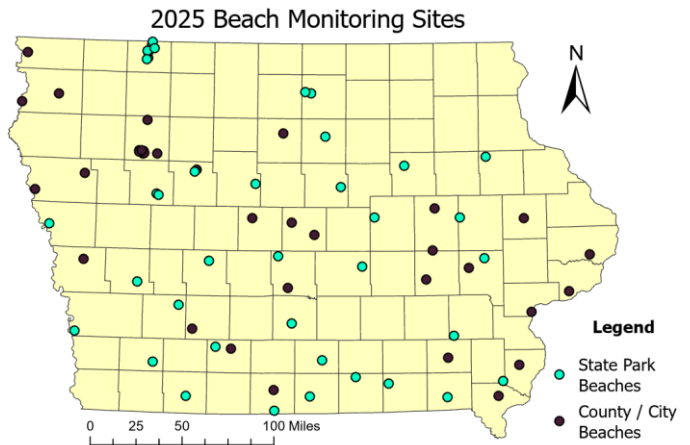 2025 Beach Monitoring Sites
N
Legend
State Park
Beaches
County / City
Beaches
0 25 50 100 Miles